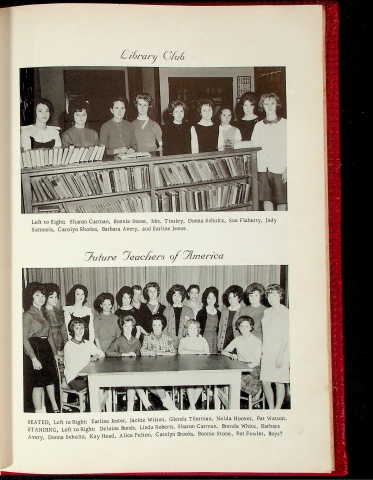 Library Club
Left to Right: Sharon Carman, Bonnie Stone, Mrs. Tinsley, Donna Schultz, Sue Flaherty, Judy
Samuels, Carolyn Rhodes, Barbara Avery, and Earline Jester.
Future Teachers of America
SEATED, Left to Right: Earline Jester, Jackie Wilson, Glenda Thurman, Nelda Hoover, Pat Watson.
STANDING, Left to Right: Delaine Bonds, Linda Roberts, Sharon Carman, Brenda White, Barbara
Avery, Donna Schultz, Kay Head, Alice Fulton, Carolyn Brooks, Bonnie Stone, Pat Fowler, Boys?